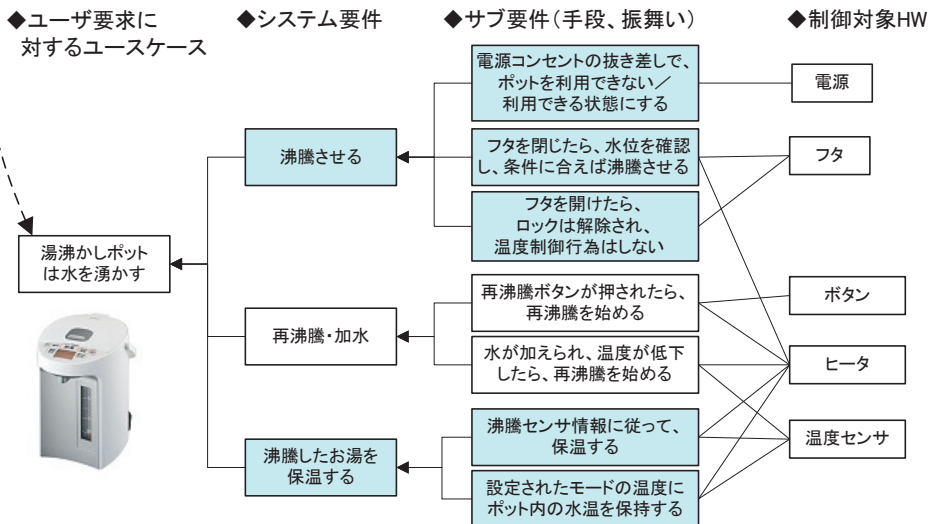 ◆ユーザ要求に
対するユースケース
◆システム要件
◆サブ要件（手段、振舞い）
◆制御対象HW
湯沸かしポット
は水を湧かす
沸騰させる
再沸騰・加水
沸騰したお湯を
保温する
電源コンセントの抜き差しで、
ポットを利用できない／
利用できる状態にする
フタを閉じたら、水位を確認
し、条件に合えば沸騰させる
フタを開けたら、
ロックは解除され、
温度制御行為はしない
再沸騰ボタンが押されたら、
再沸騰を始める
水が加えられ、温度が低下
したら、再沸騰を始める
沸騰センサ情報に従って、
保温する
設定されたモードの温度に
ポット内の水温を保持する
電源
フタ
ボタン
ヒータ
温度センサ